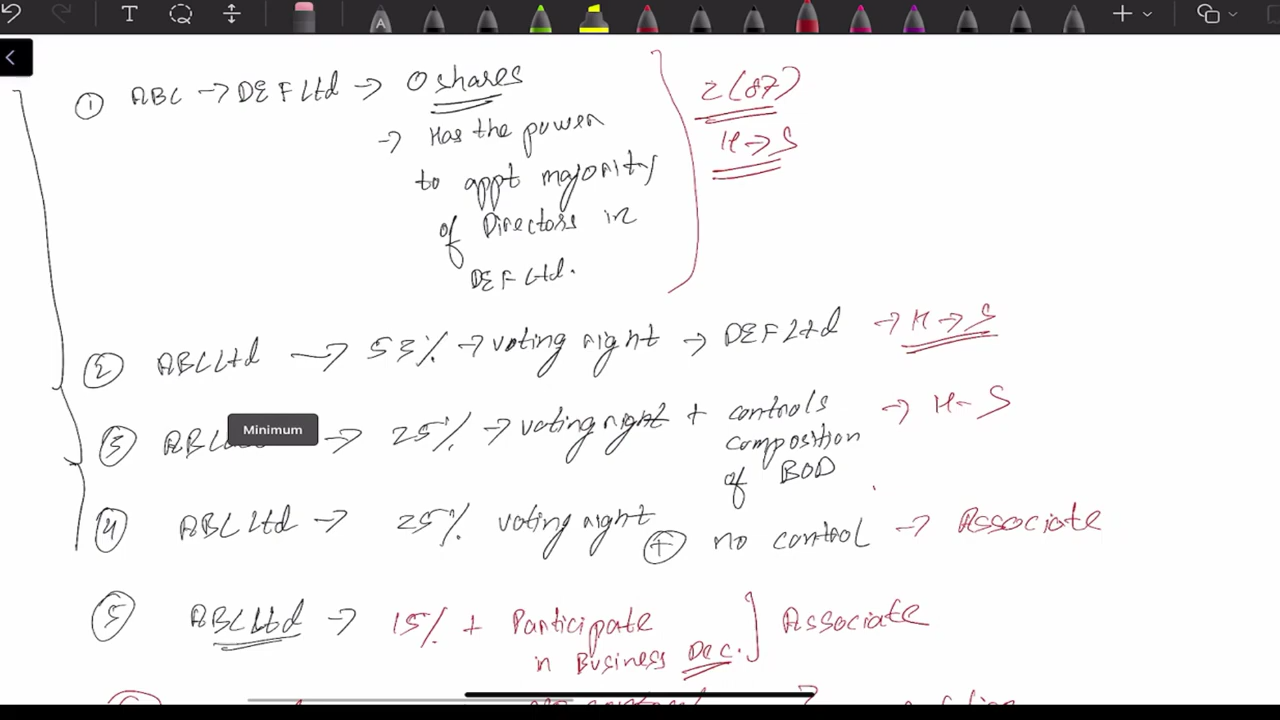 ① ABC → DEF Ltd → 0 shares
→ Has the power
to appt majority
of Directors in
DEF Ltd.
2(87)
H → S
② ABC Ltd → 53% → voting right → DEF Ltd → H → S
③ → 25% → voting right + controls
composition
of BOD
→ H - S
Minimum
④ ABC Ltd → 25% voting right + no control → Associate
⑤ ABC Ltd → 15% + Participate
in Business Dec.
] Associate